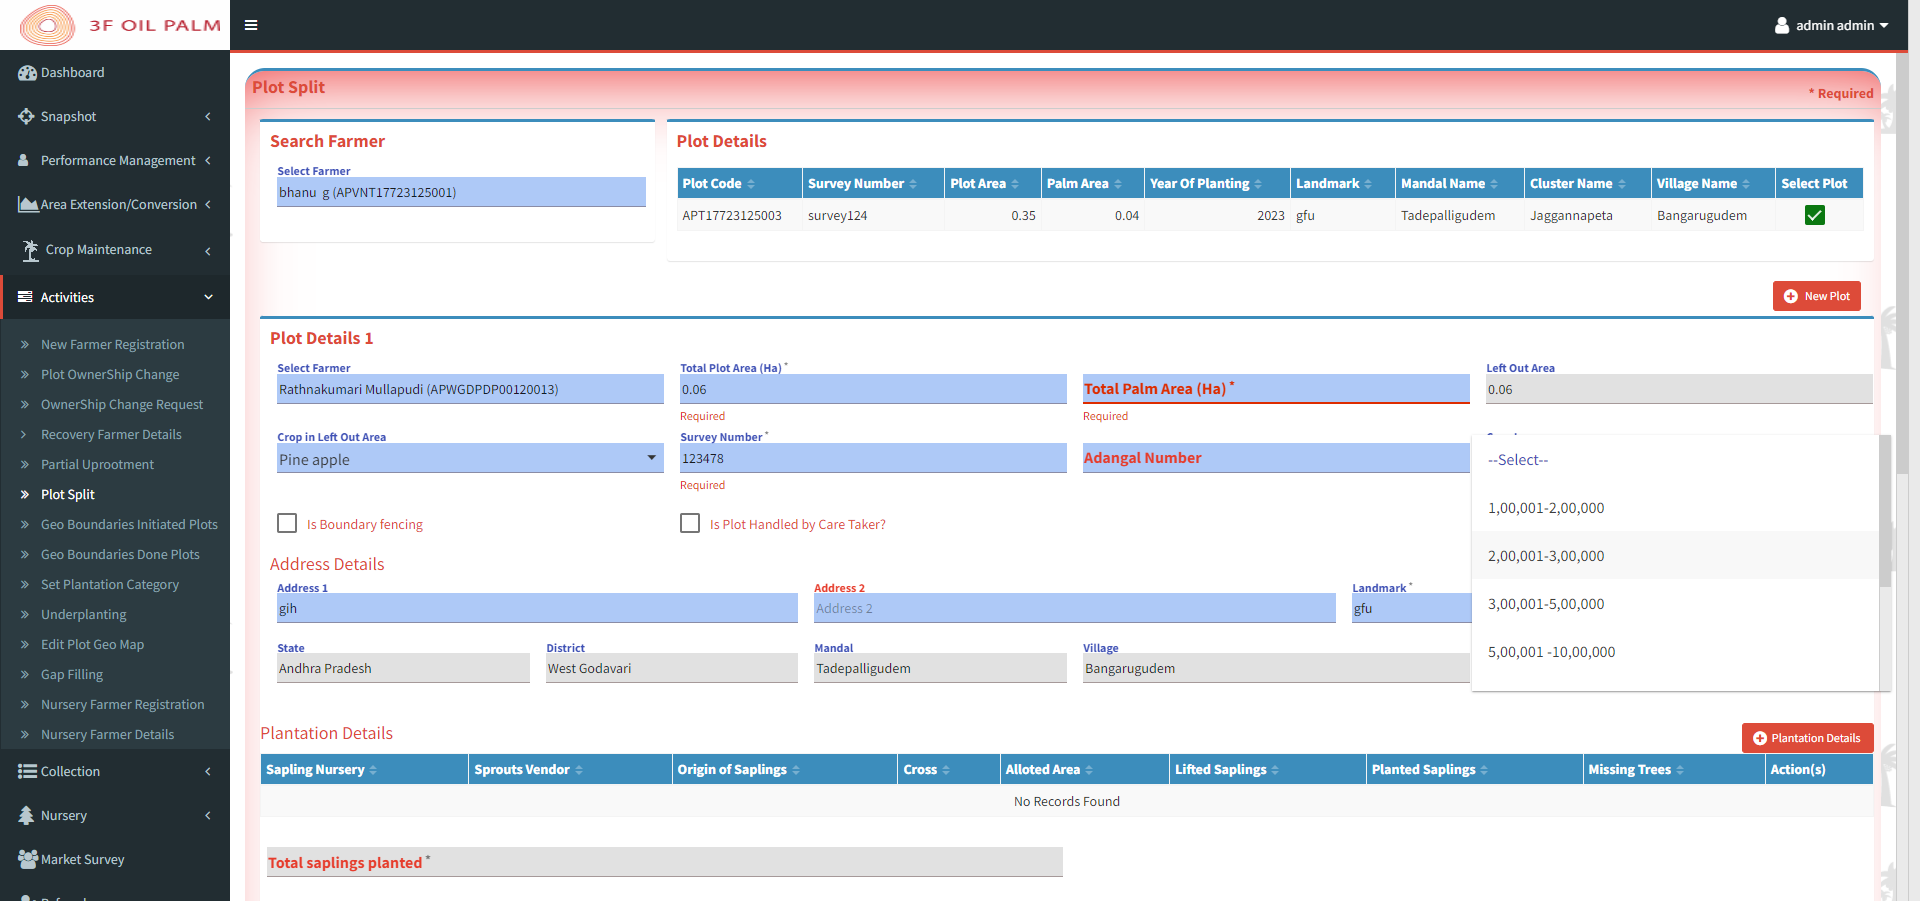 3F OIL PALM
admin admin
Dashboard
Snapshot
Performance Management
Area Extension/Conversion
Crop Maintenance
Activities
New Farmer Registration
Plot OwnerShip Change
OwnerShip Change Request
Recovery Farmer Details
Partial Uprootment
Plot Split
Geo Boundaries Initiated Plots
Geo Boundaries Done Plots
Set Plantation Category
Underplanting
Edit Plot Geo Map
Gap Filling
Nursery Farmer Registration
Nursery Farmer Details
Collection
Nursery
Market Survey
Plot Split
* Required
Search Farmer
Select Farmer
bhanu g (APVNT17723125001)
Plot Details
Plot Code Survey Number Plot Area Palm Area Year Of Planting Landmark Mandal Name Cluster Name Village Name Select Plot
APT17723125003 survey124 0.35 0.04 2023 gfu Tadepalligudem Jaggannapeta Bangarugudem
New Plot
Plot Details 1
Select Farmer Total Plot Area (Ha) * Left Out Area
Rathnakumari Mullapudi (APWGDPDP00120013) 0.06 Total Palm Area (Ha) * 0.06
Required Required
Crop in Left Out Area Survey Number *
Pine apple 123478 Adangal Number
Required
--Select--
1,00,001-2,00,000
2,00,001-3,00,000
3,00,001-5,00,000
5,00,001 -10,00,000
Is Boundary fencing Is Plot Handled by Care Taker?
Address Details
Address 1 Address 2 Landmark *
gih Address 2 gfu
State District Mandal Village
Andhra Pradesh West Godavari Tadepalligudem Bangarugudem
Plantation Details
Plantation Details
Sapling Nursery Sprouts Vendor Origin of Saplings Cross Alloted Area Lifted Saplings Planted Saplings Missing Trees Action(s)
No Records Found
Total saplings planted *